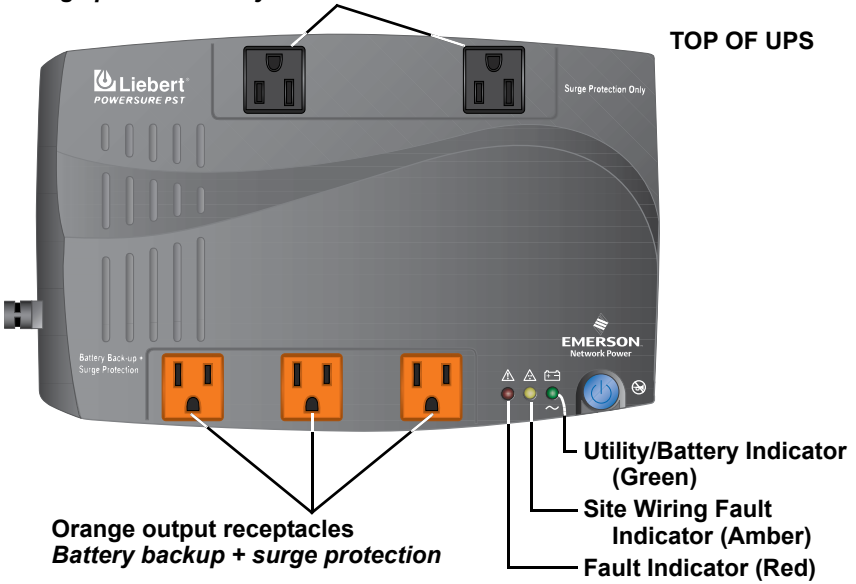 TOP OF UPS
Liebert®
POWERSURE PST
Surge Protection Only
EMERSON
Network Power
Battery Back-up +
Surge Protection
Utility/Battery Indicator
(Green)
Site Wiring Fault
Indicator (Amber)
Fault Indicator (Red)
Orange output receptacles
Battery backup + surge protection